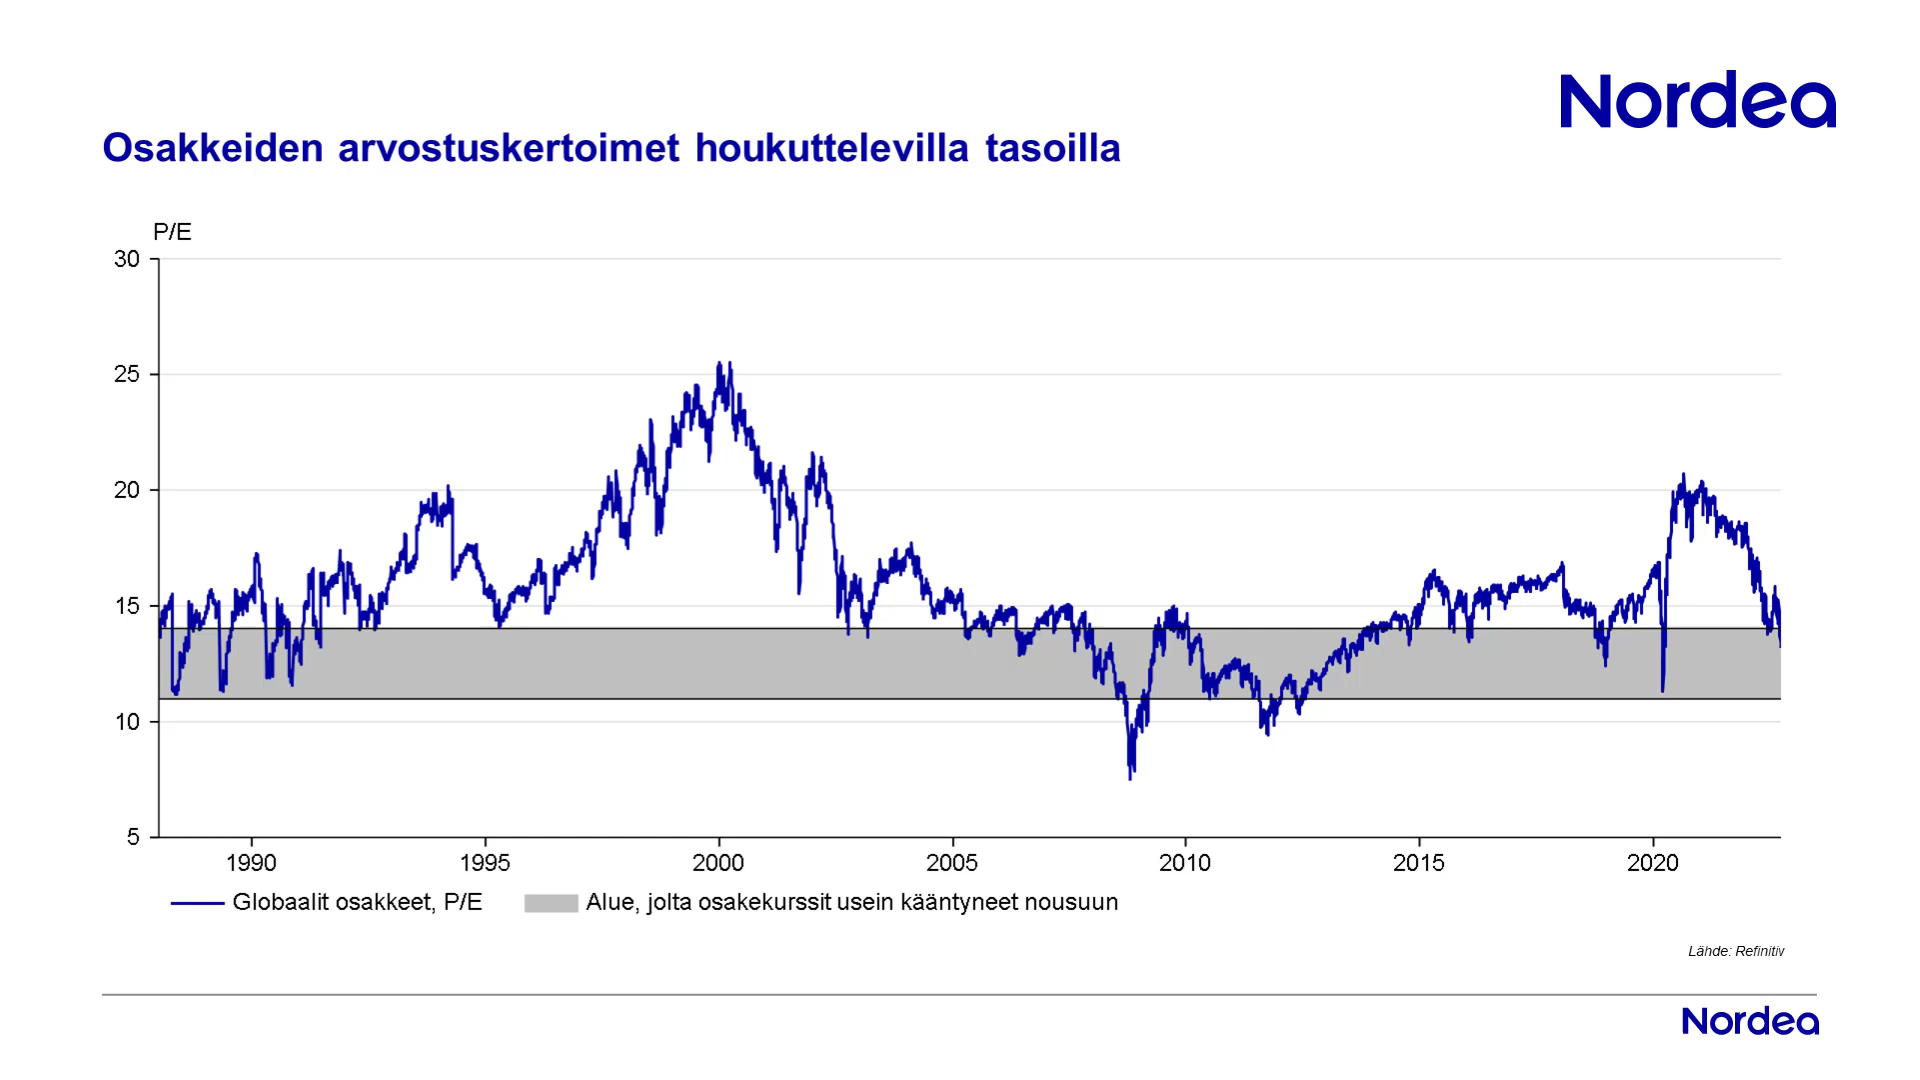 Nordea
Osakkeiden arvostuskertoimet houkuttelevilla tasoilla
P/E
30
25
20
15
10
5
1990 1995 2000 2005 2010 2015 2020
Globaalit osakkeet, P/E Alue, jolta osakekurssit usein kääntyneet nousuun
Lähde: Refinitiv
Nordea